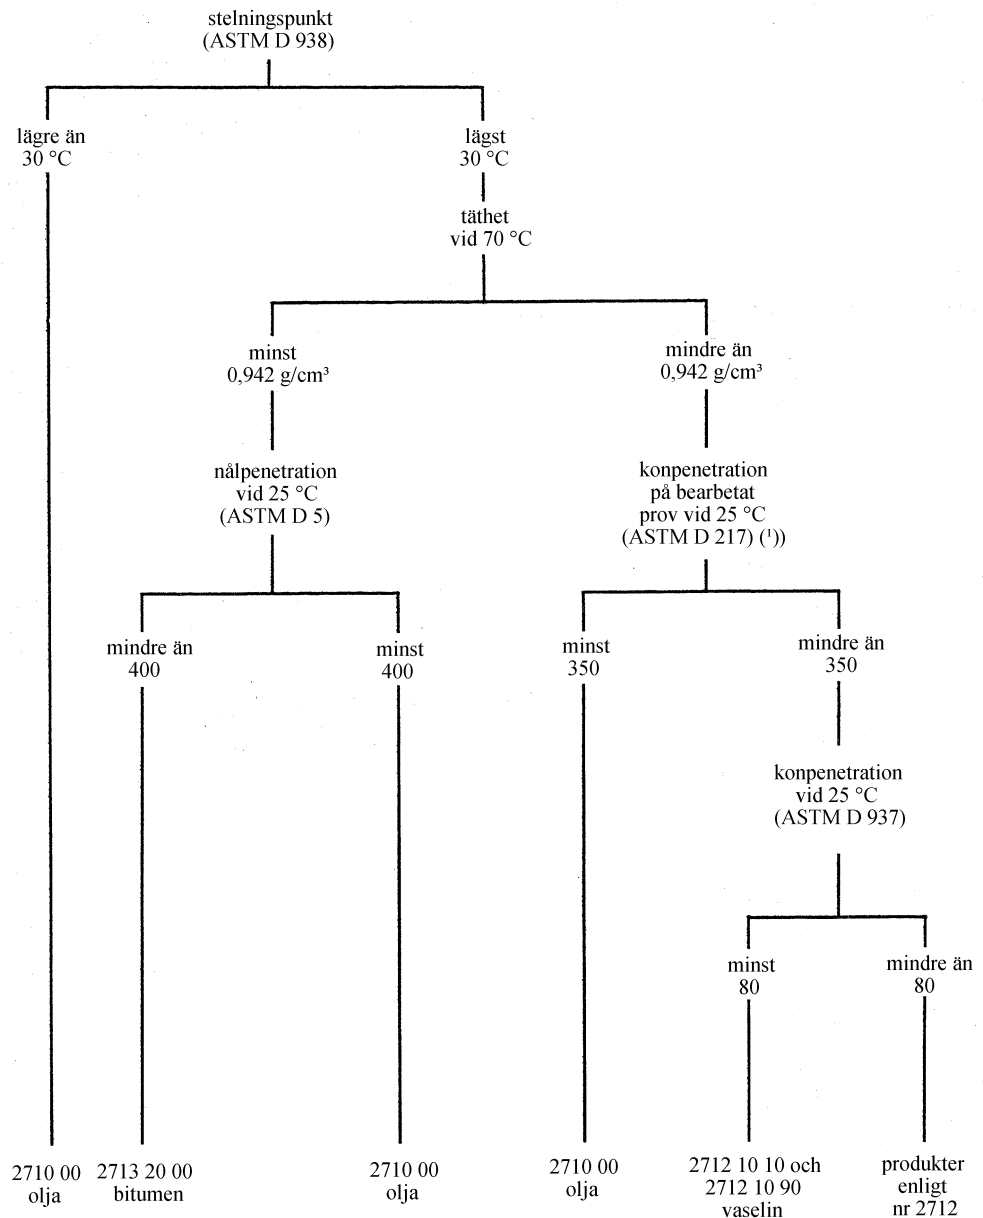 stelningspunkt
(ASTM D 938)
lägre än
30 °C
lägst
30 °C
täthet
vid 70 °C
minst
0,942 g/cm³
mindre än
0,942 g/cm³
nålpenetration
vid 25 °C
(ASTM D 5)
konpenetration
på bearbetat
prov vid 25 °C
(ASTM D 217) (¹))
mindre än
400
minst
400
minst
350
mindre än
350
konpenetration
vid 25 °C
(ASTM D 937)
minst
80
mindre än
80
2710 00
olja
2713 20 00
bitumen
2710 00
olja
2710 00
olja
2712 10 10 och
2712 10 90
vaselin
produkter
enligt
nr 2712